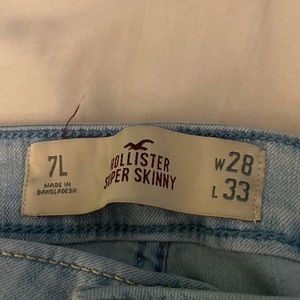 7L
MADE IN
BANGLADESH
HOLLISTER
SUPER SKINNY
W28
L33